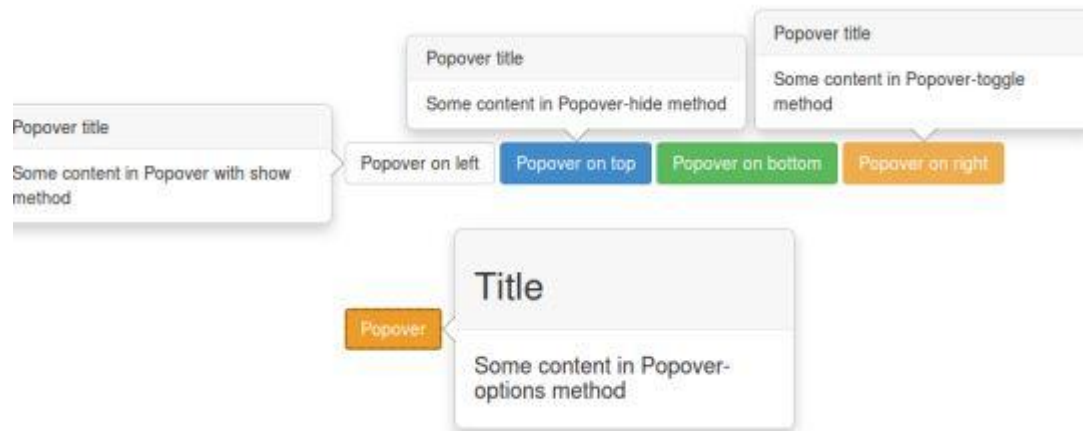 Popover title
Some content in Popover-toggle
method
Popover title
Some content in Popover-hide method
Popover title
Some content in Popover with show
method
Popover on left
Popover on top
Popover on bottom
Popover on right
Title
Some content in Popover-
options method
Popover